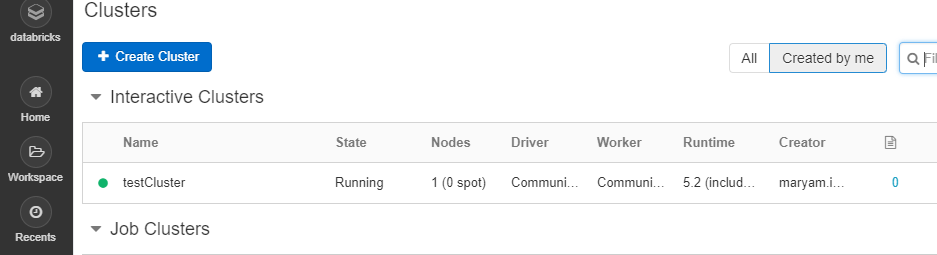 Clusters
databricks
+ Create Cluster
All Created by me Fil
Home
Interactive Clusters
Name State Nodes Driver Worker Runtime Creator
Workspace
testCluster Running 1 (0 spot) Communi... Communi... 5.2 (includ... maryam.i... 0
Recents
Job Clusters